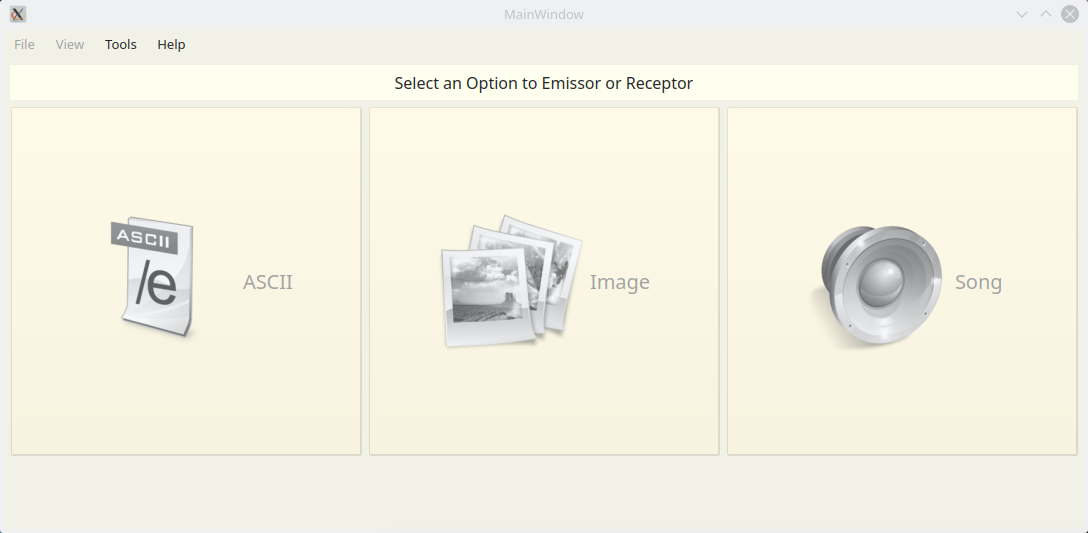 MainWindow
File View Tools Help
Select an Option to Emissor or Receptor
ASCII
/e
ASCII
Image
Song